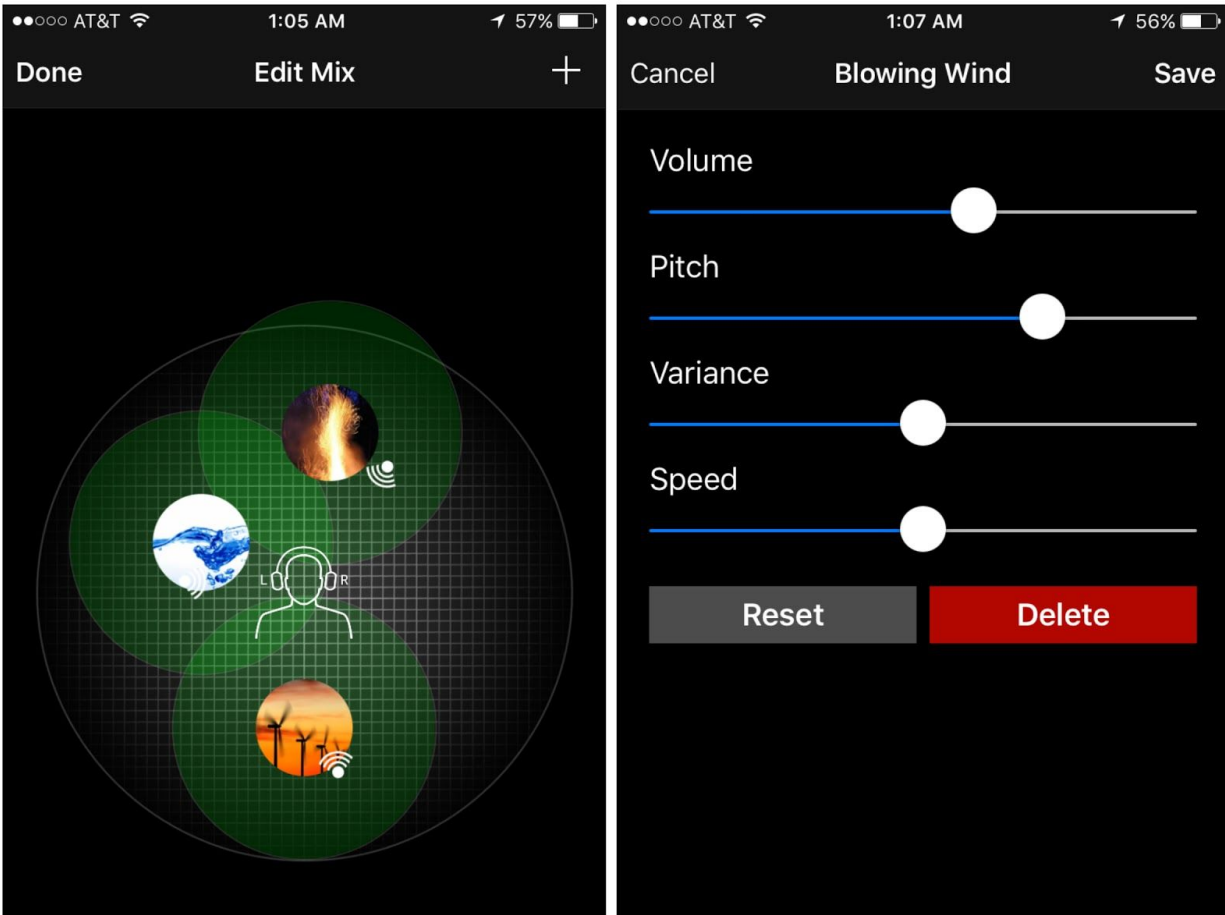 AT&T 1:05 AM 57%
Done Edit Mix +
L R
AT&T 1:07 AM 56%
Cancel Blowing Wind Save
Volume
Pitch
Variance
Speed
Reset Delete